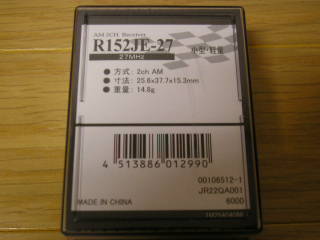 AM 2CH Receiver
R152JE-27
27MHz
小型・軽量
● 方式: 2ch AM
● 寸法: 25.6x37.7x15.3mm
● 重量: 14.8g
4 513886 012990
00106512-1
JR22QA001
MADE IN CHINA
6000